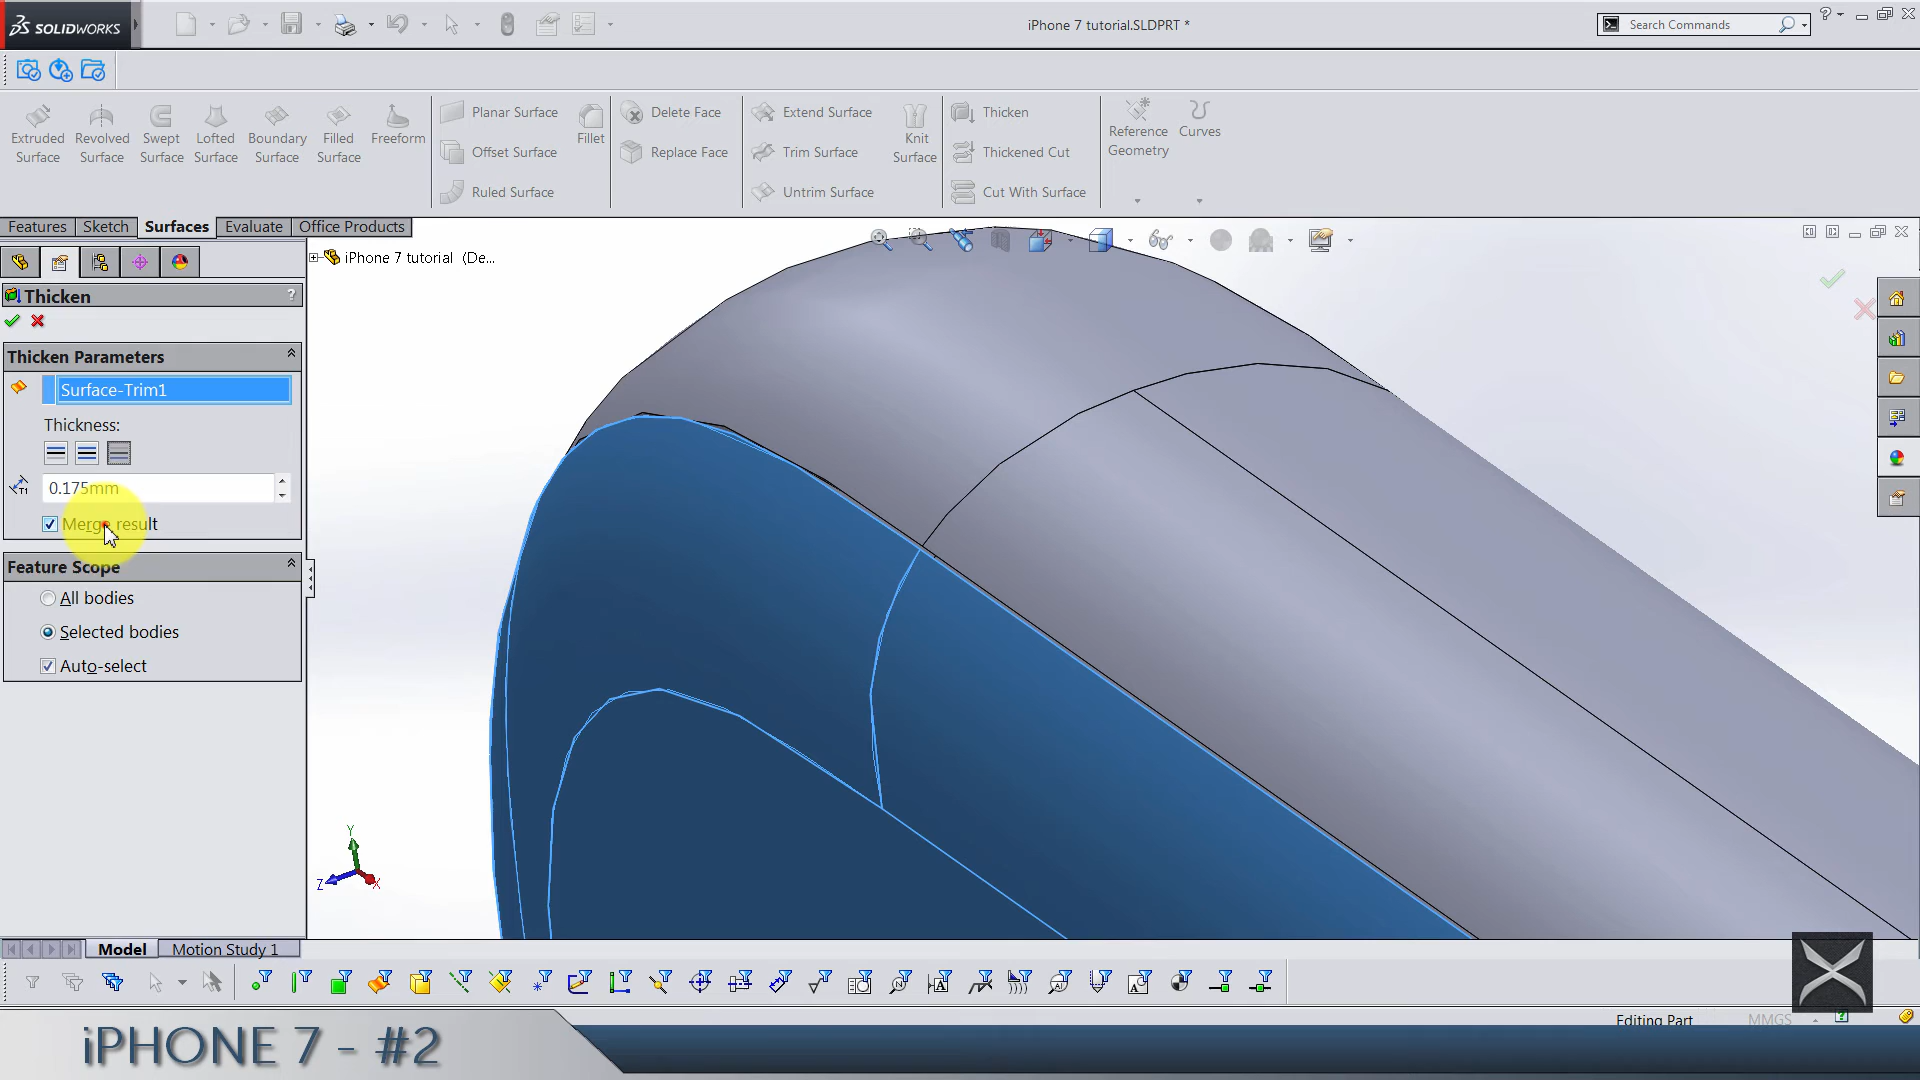 SOLIDWORKS
iPhone 7 tutorial.SLDPRT *
Search Commands
Extruded Surface
Revolved Surface
Swept Surface
Lofted Surface
Boundary Surface
Filled Surface
Freeform
Planar Surface
Offset Surface
Ruled Surface
Fillet
Delete Face
Replace Face
Extend Surface
Trim Surface
Untrim Surface
Knit Surface
Thicken
Thickened Cut
Cut With Surface
Reference Geometry
Curves
Features
Sketch
Surfaces
Evaluate
Office Products
iPhone 7 tutorial (De...
Thicken
?
Thicken Parameters
Surface-Trim1
Thickness:
0.175mm
Merge result
Feature Scope
All bodies
Selected bodies
Auto-select
Y
Z
X
Model
Motion Study 1
Editing Part
MMGS
iPHONE 7 - #2